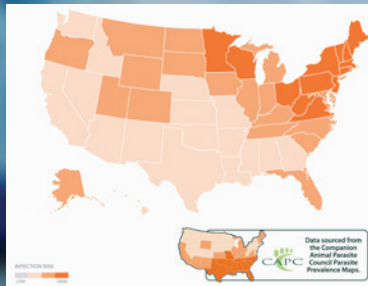 INFECTION RISK
LOW
HIGH
CAPC
Data sourced from
the Companion
Animal Parasite
Council Parasite
Prevalence Maps.